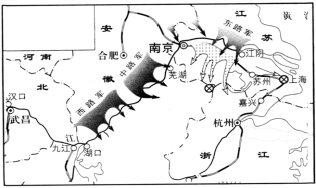 安
江
苏
东路军
河南
合肥
南京
江阴
徽
中路军
芜湖
苏州
上海
北
西路军
嘉兴
汉口
武昌
杭州
江
九江
湖口
浙
江